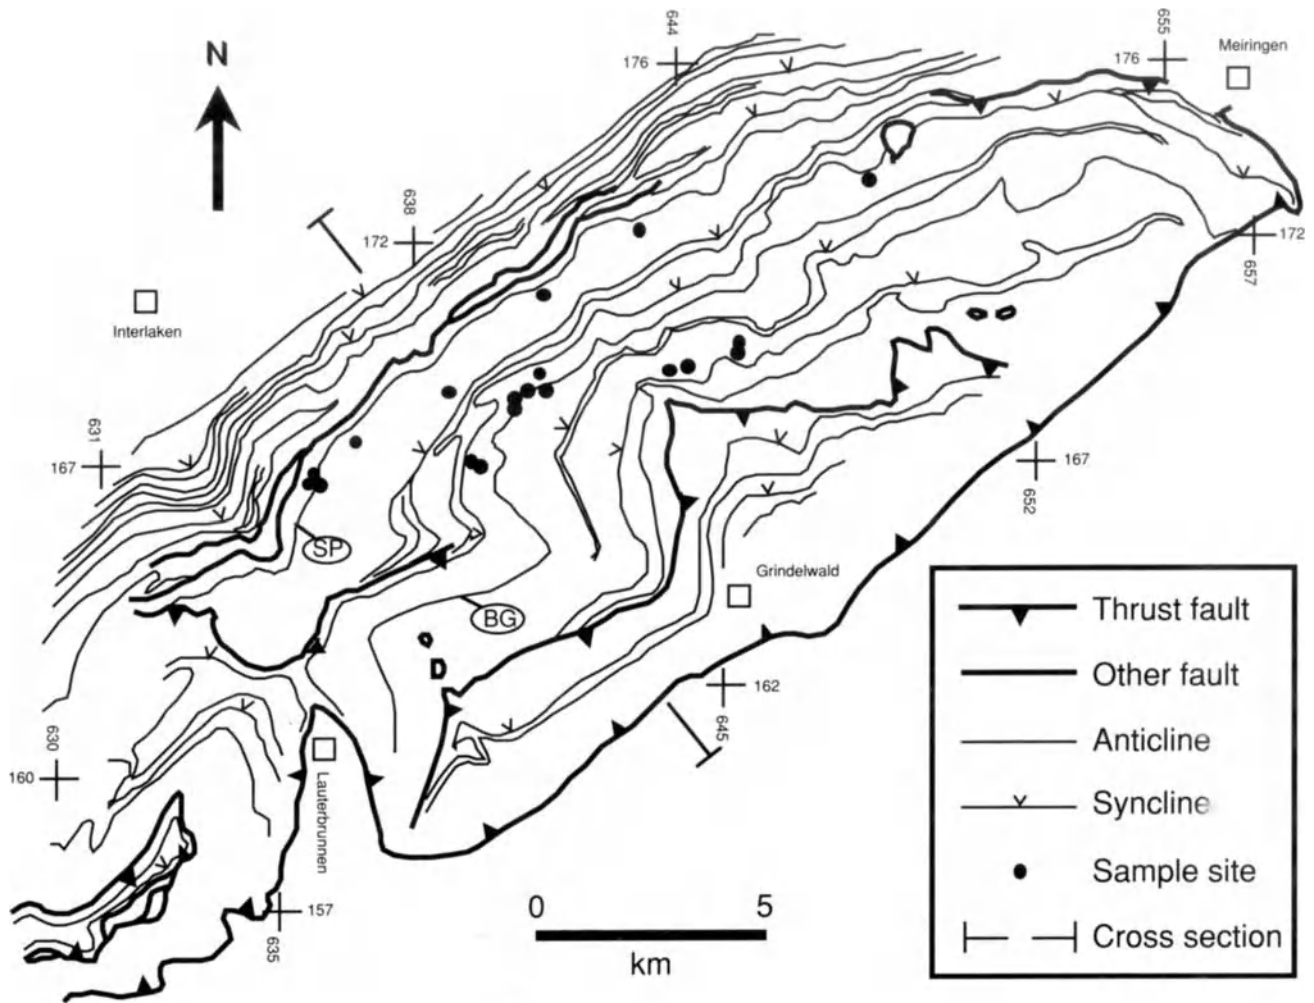 N
644
176
655
176
Meiringen
638
172
172
657
Interlaken
631
167
167
652
SP
Grindelwald
BG
D
162
645
630
160
Lauterbrunnen
157
635
0 5
km
Thrust fault
Other fault
Anticline
Syncline
Sample site
Cross section